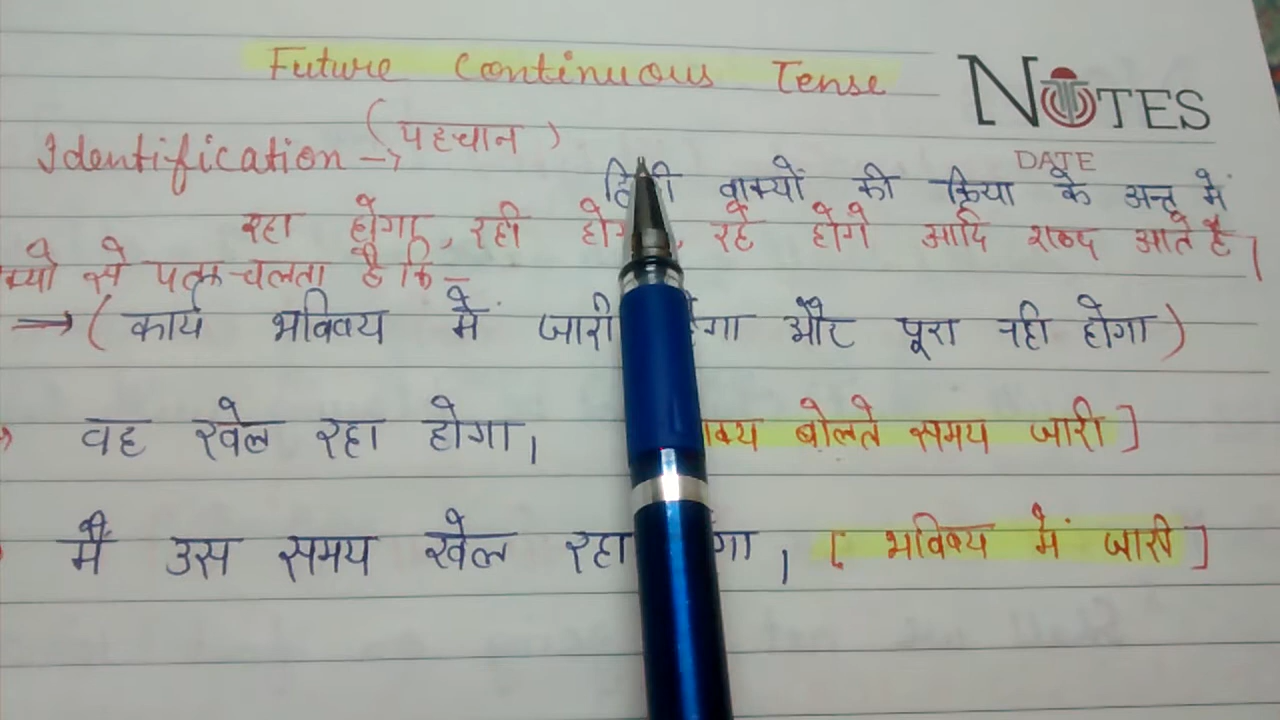 Future Continuous Tense
NOTES
(पहचान)
Identification →
DATE
वाक्यों की क्रिया के अन्त में
रहा होगा, रही रहे होंगे आदि शब्द आते हैं।
से पता चलता है कि –
→ ( कार्य भविष्य में जारी और पूरा नही होगा )
वह खेल रहा होगा। बोलते समय जारी ]
मैं उस समय खेल रहा । [ भविष्य में जारी ]